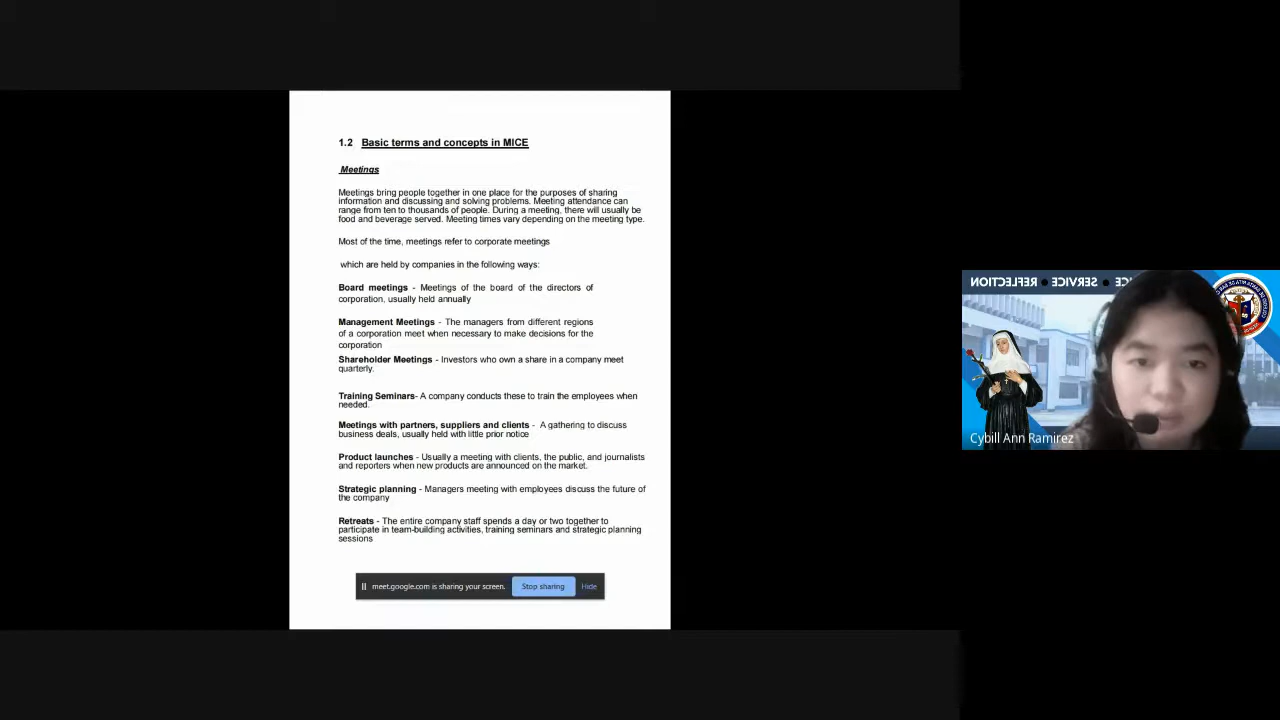 1.2 Basic terms and concepts in MICE
Meetings
Meetings bring people together in one place for the purposes of sharing
information and discussing and solving problems. Meeting attendance can
range from ten to thousands of people. During a meeting, there will usually be
food and beverage served. Meeting times vary depending on the meeting type.
Most of the time, meetings refer to corporate meetings
which are held by companies in the following ways:
Board meetings - Meetings of the board of the directors of
corporation, usually held annually
Management Meetings - The managers from different regions
of a corporation meet when necessary to make decisions for the
corporation
Shareholder Meetings - Investors who own a share in a company meet
quarterly.
Training Seminars- A company conducts these to train the employees when
needed.
Meetings with partners, suppliers and clients - A gathering to discuss
business deals, usually held with little prior notice
Product launches - Usually a meeting with clients, the public, and journalists
and reporters when new products are announced on the market.
Strategic planning - Managers meeting with employees discuss the future of
the company
Retreats - The entire company staff spends a day or two together to
participate in team-building activities, training seminars and strategic planning
sessions
meet.google.com is sharing your screen. Stop sharing Hide
SERVICE • REFLECTION
Cybill Ann Ramirez